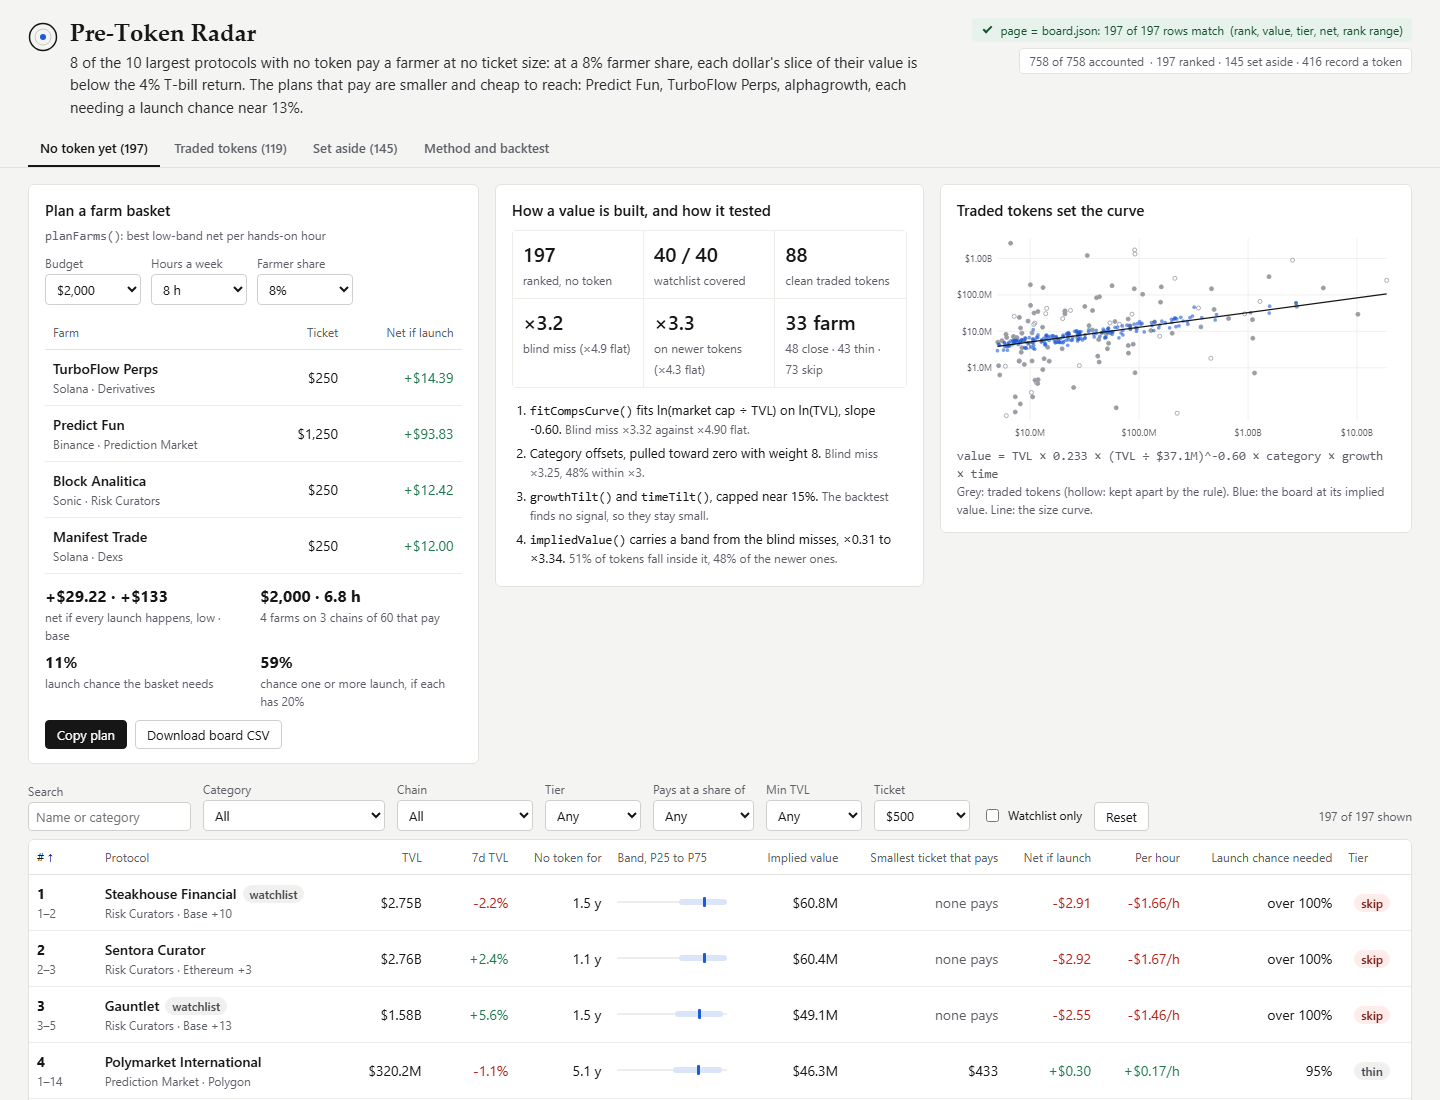 Pre-Token Radar
8 of the 10 largest protocols with no token pay a farmer at no ticket size: at a 8% farmer share, each dollar's slice of their value is
below the 4% T-bill return. The plans that pay are smaller and cheap to reach: Predict Fun, TurboFlow Perps, alphagrowth, each
needing a launch chance near 13%.
✓ page = board.json: 197 of 197 rows match (rank, value, tier, net, rank range)
758 of 758 accounted · 197 ranked · 145 set aside · 416 record a token
No token yet (197) Traded tokens (119) Set aside (145) Method and backtest
Plan a farm basket
planFarms(): best low-band net per hands-on hour
Budget Hours a week Farmer share
$2,000 8 h 8%
Farm Ticket Net if launch
TurboFlow Perps
Solana · Derivatives
$250 +$14.39
Predict Fun
Binance · Prediction Market
$1,250 +$93.83
Block Analitica
Sonic · Risk Curators
$250 +$12.42
Manifest Trade
Solana · Dexs
$250 +$12.00
+$29.22 · +$133
net if every launch happens, low ·
base
$2,000 · 6.8 h
4 farms on 3 chains of 60 that pay
11%
launch chance the basket needs
59%
chance one or more launch, if each
has 20%
Copy plan Download board CSV
How a value is built, and how it tested
197
ranked, no token
40 / 40
watchlist covered
88
clean traded tokens
×3.2
blind miss (×4.9 flat)
×3.3
on newer tokens
(×4.3 flat)
33 farm
48 close · 43 thin ·
73 skip
1. fitCompsCurve() fits ln(market cap ÷ TVL) on ln(TVL), slope
-0.60. Blind miss ×3.32 against ×4.90 flat.
2. Category offsets, pulled toward zero with weight 8. Blind miss
×3.25, 48% within ×3.
3. growthTilt() and timeTilt(), capped near 15%. The backtest
finds no signal, so they stay small.
4. impliedValue() carries a band from the blind misses, ×0.31 to
×3.34. 51% of tokens fall inside it, 48% of the newer ones.
Traded tokens set the curve
$1.00B
$100.0M
$10.0M
$1.0M
$10.0M $100.0M $1.00B $10.00B
value = TVL × 0.233 × (TVL ÷ $37.1M)^-0.60 × category × growth
× time
Grey: traded tokens (hollow: kept apart by the rule). Blue: the board at its implied
value. Line: the size curve.
Search Category Chain Tier Pays at a share of Min TVL Ticket
Name or category All All Any Any Any $500 Watchlist only Reset 197 of 197 shown
# ↑ Protocol TVL 7d TVL No token for Band, P25 to P75 Implied value Smallest ticket that pays Net if launch Per hour Launch chance needed Tier
1 Steakhouse Financial watchlist $2.75B -2.2% 1.5 y $60.8M none pays -$2.91 -$1.66/h over 100% skip
1–2 Risk Curators · Base +10
2 Sentora Curator $2.76B +2.4% 1.1 y $60.4M none pays -$2.92 -$1.67/h over 100% skip
2–3 Risk Curators · Ethereum +3
3 Gauntlet watchlist $1.58B +5.6% 1.5 y $49.1M none pays -$2.55 -$1.46/h over 100% skip
3–5 Risk Curators · Base +13
4 Polymarket International $320.2M -1.1% 5.1 y $46.3M $433 +$0.30 +$0.17/h 95% thin
1–14 Prediction Market · Polygon